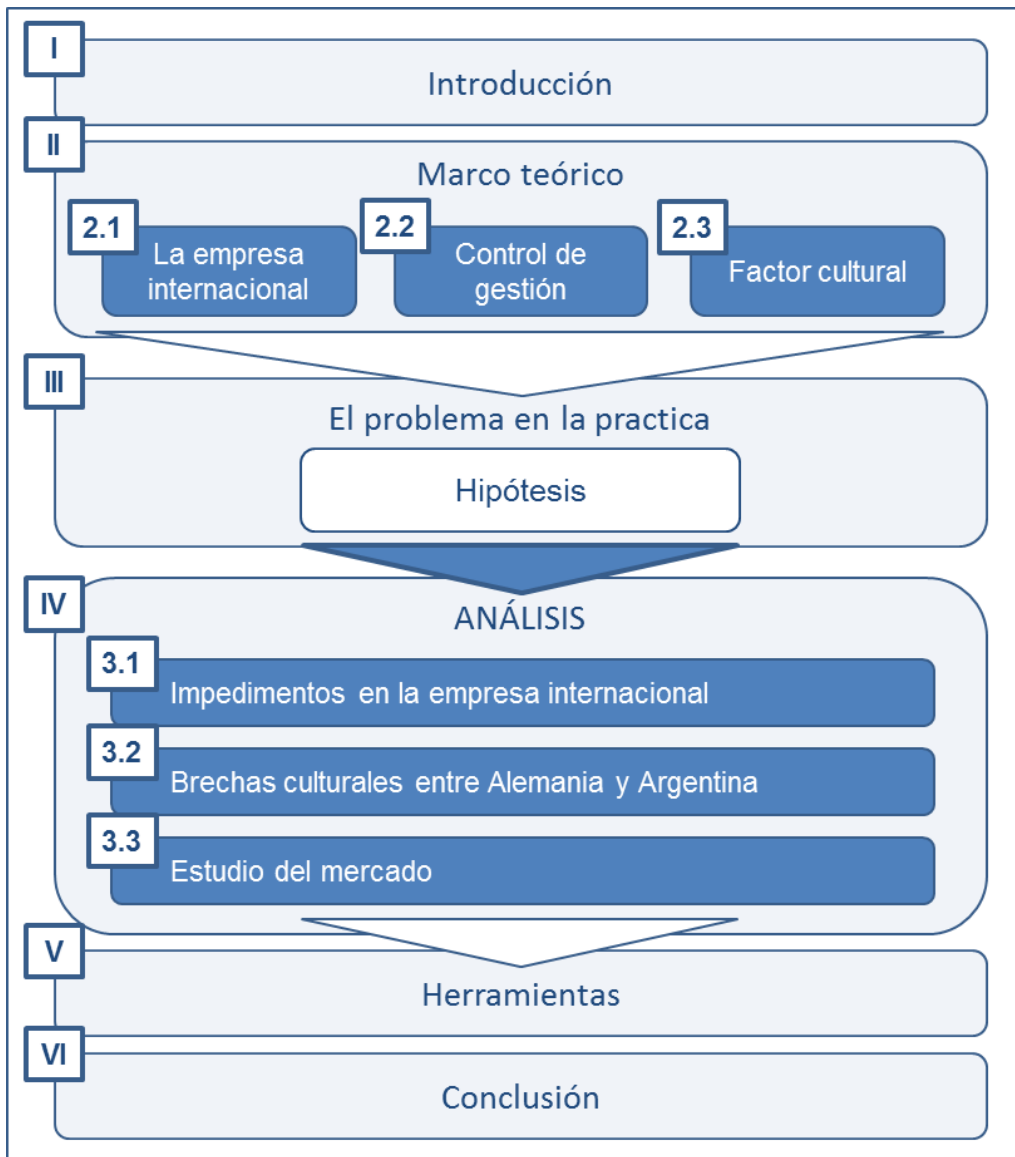 I
Introducción
II
Marco teórico
2.1
La empresa
internacional
2.2
Control de
gestión
2.3
Factor cultural
III
El problema en la practica
Hipótesis
IV
ANÁLISIS
3.1
Impedimentos en la empresa internacional
3.2
Brechas culturales entre Alemania y Argentina
3.3
Estudio del mercado
V
Herramientas
VI
Conclusión